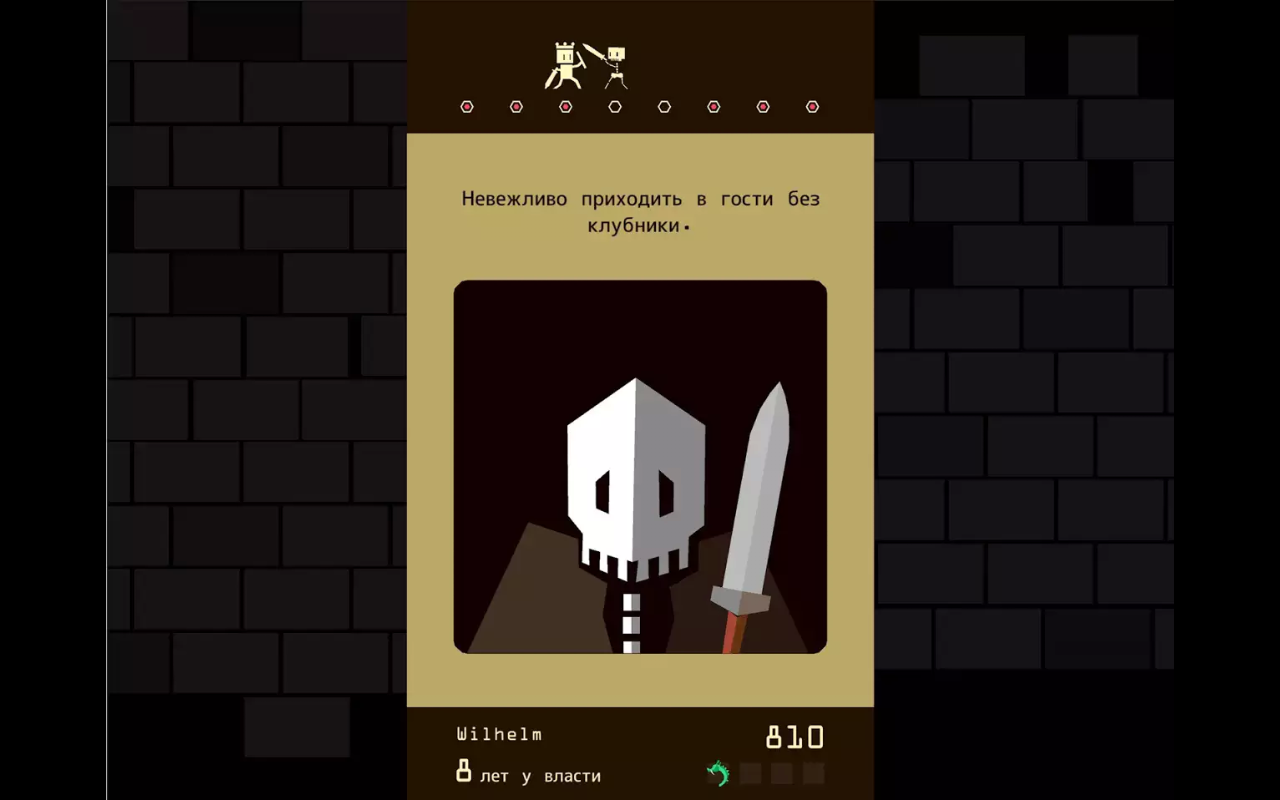 Невежливо приходить в гости без
клубники.
Wilhelm
810
8 лет у власти